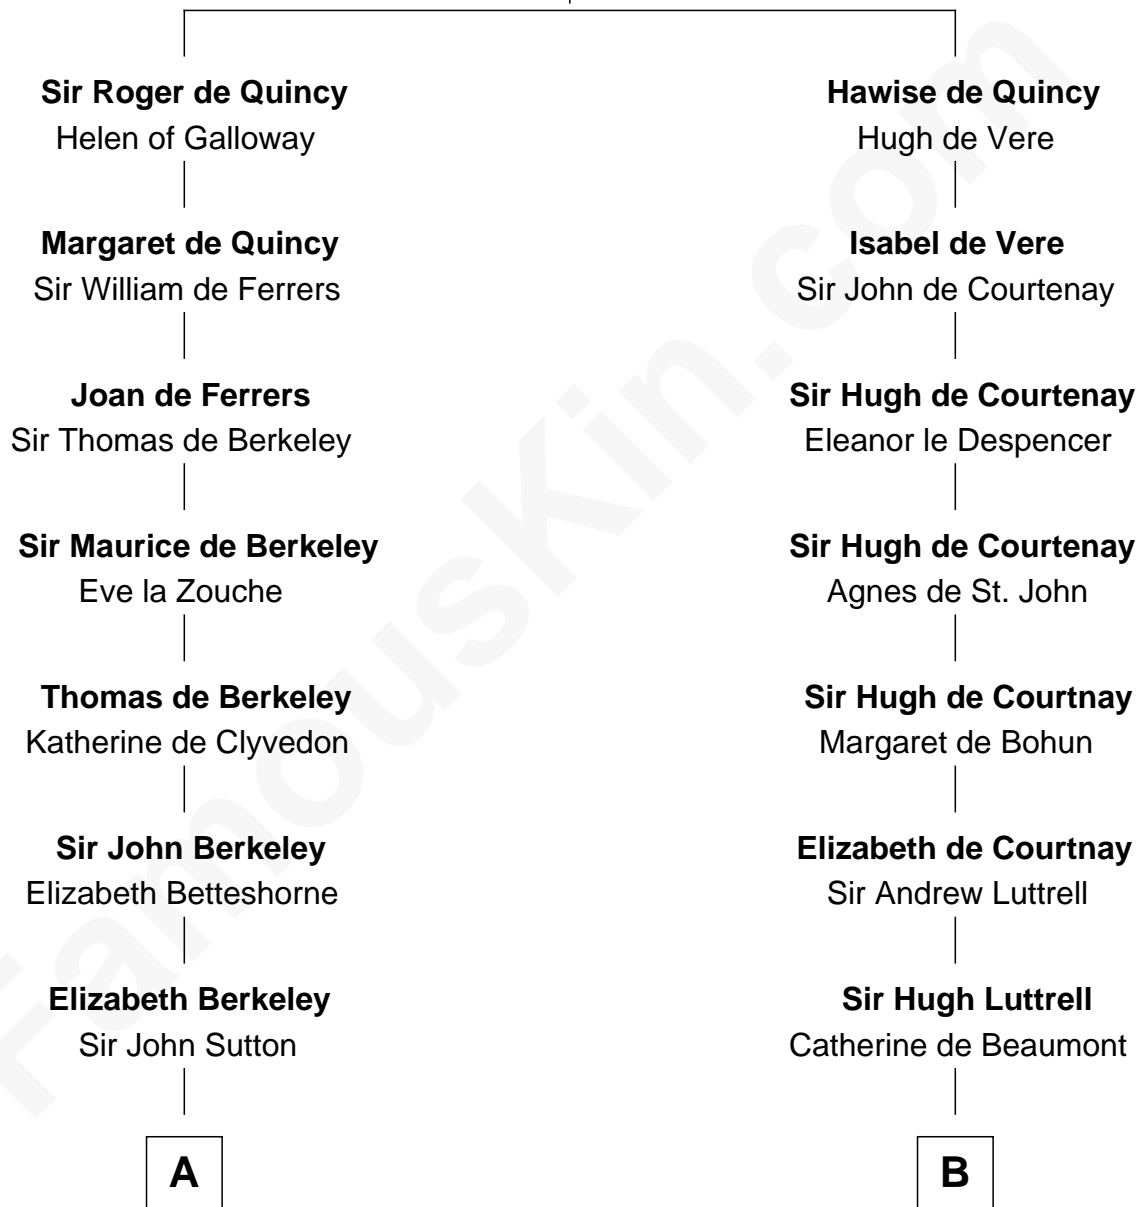 Sir Roger de Quincy
Helen of Galloway
Margaret de Quincy
Sir William de Ferrers
Joan de Ferrers
Sir Thomas de Berkeley
Sir Maurice de Berkeley
Eve la Zouche
Thomas de Berkeley
Katherine de Clyvedon
Sir John Berkeley
Elizabeth Betteshorne
Elizabeth Berkeley
Sir John Sutton
A
Hawise de Quincy
Hugh de Vere
Isabel de Vere
Sir John de Courtenay
Sir Hugh de Courtenay
Eleanor le Despencer
Sir Hugh de Courtenay
Agnes de St. John
Sir Hugh de Courtnay
Margaret de Bohun
Elizabeth de Courtnay
Sir Andrew Luttrell
Sir Hugh Luttrell
Catherine de Beaumont
B
FamousKin.com